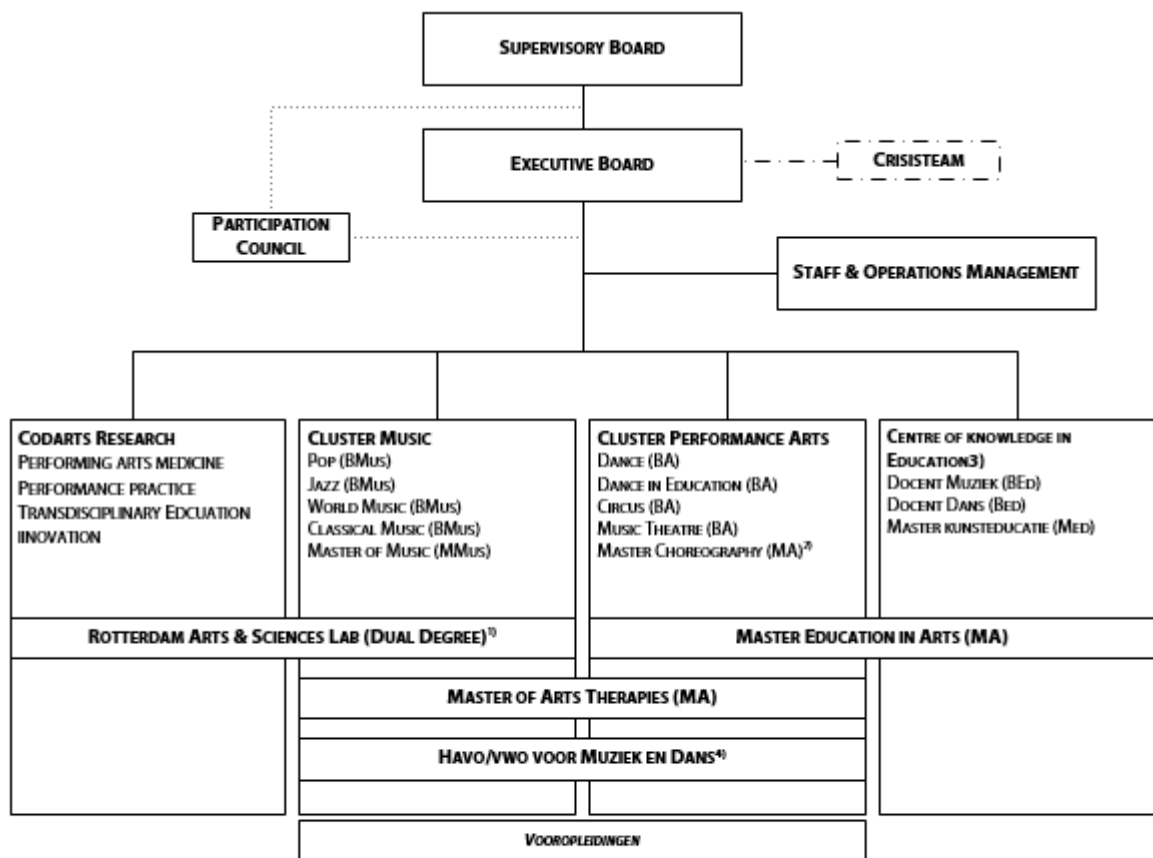 SUPERVISORY BOARD
EXECUTIVE BOARD
CRISISTEAM
PARTICIPATION
COUNCIL
STAFF & OPERATIONS MANAGEMENT
CODARTS RESEARCH
PERFORMING ARTS MEDICINE
PERFORMANCE PRACTICE
TRANSDISCIPLINARY EDCUATION
IINOVATION
CLUSTER MUSIC
POP (BMUS)
JAZZ (BMUS)
WORLD MUSIC (BMUS)
CLASSICAL MUSIC (BMUS)
MASTER OF MUSIC (MMUS)
CLUSTER PERFORMANCE ARTS
DANCE (BA)
DANCE IN EDUCATION (BA)
CIRCUS (BA)
MUSIC THEATRE (BA)
MASTER CHOREOGRAPHY (MA)²⁾
CENTRE OF KNOWLEDGE IN
EDUCATION3)
DOCENT MUZIEK (BED)
DOCENT DANS (BED)
MASTER KUNSTEDUCATIE (MED)
ROTTERDAM ARTS & SCIENCES LAB (DUAL DEGREE)¹⁾
MASTER EDUCATION IN ARTS (MA)
MASTER OF ARTS THERAPIES (MA)
HAVO/VWO VOOR MUZIEK EN DANS⁴⁾
VOOROPLEIDINGEN